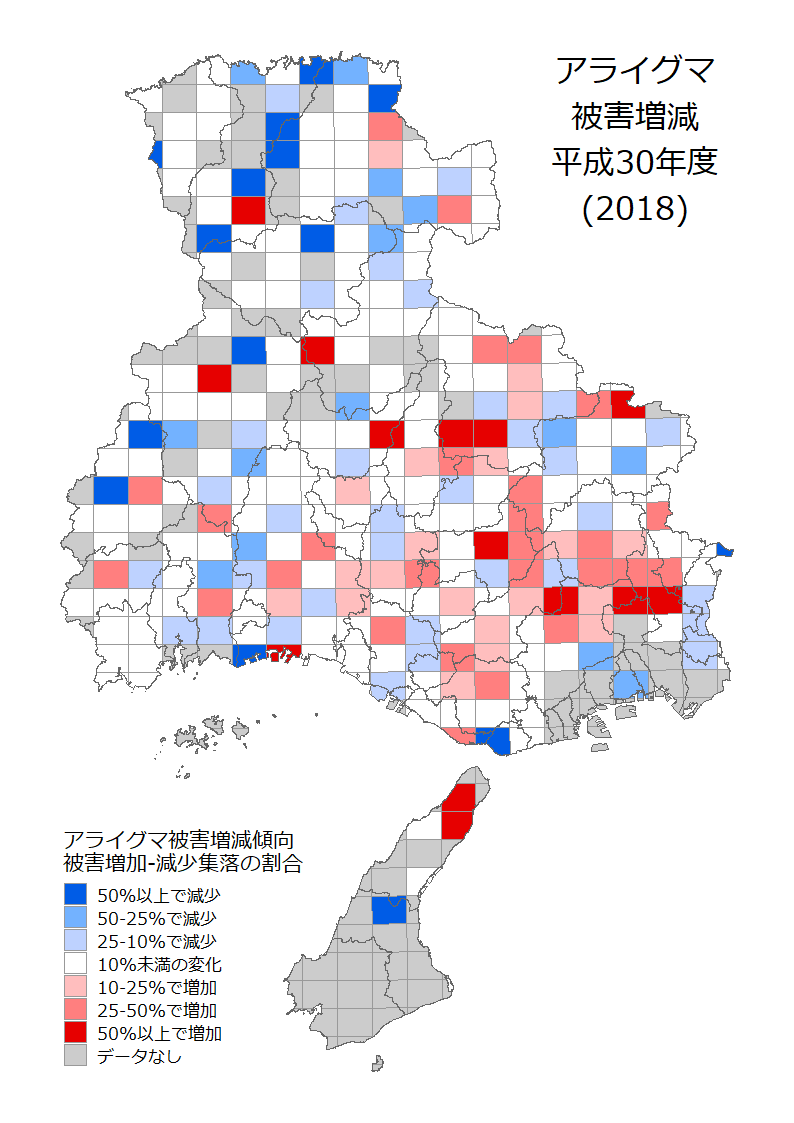 アライグマ
被害増減
平成30年度
(2018)
アライグマ被害増減傾向
被害増加-減少集落の割合
50%以上で減少
50-25%で減少
25-10%で減少
10%未満の変化
10-25%で増加
25-50%で増加
50%以上で増加
データなし